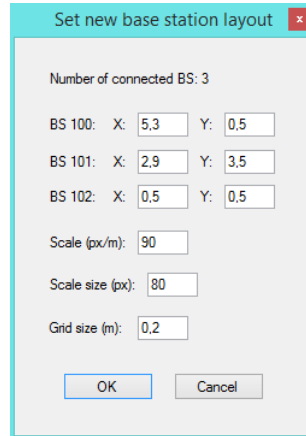 Set new base station layout x
Number of connected BS: 3
BS 100: X: 5,3 Y: 0,5
BS 101: X: 2,9 Y: 3,5
BS 102: X: 0,5 Y: 0,5
Scale (px/m): 90
Scale size (px): 80
Grid size (m): 0,2
OK Cancel